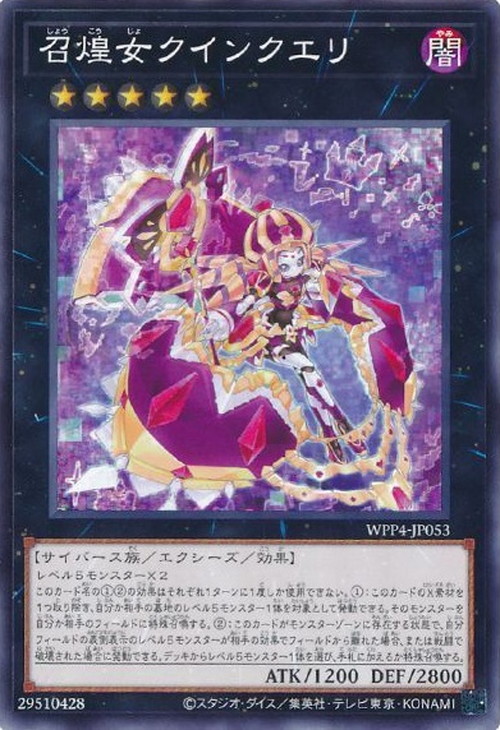 召煌女クインクエリ
闇
WPP4-JP053
【サイバース族／エクシーズ／効果】
レベル５モンスター×２
このカード名の①②の効果はそれぞれ１ターンに１度しか使用できない。①：このカードのX素材を
１つ取り除き、自分か相手の墓地のレベル５モンスター１体を対象として発動できる。そのモンスターを
自分か相手のフィールドに特殊召喚する。②：このカードがモンスターゾーンに存在する状態で、自分
フィールドの表側表示のレベル５モンスターが相手の効果でフィールドから離れた場合、または戦闘で
破壊された場合に発動できる。デッキからレベル５モンスター１体を選び、手札に加えるか特殊召喚する。
ATK/1200 DEF/2800
29510428
©スタジオ・ダイス／集英社・テレビ東京・KONAMI